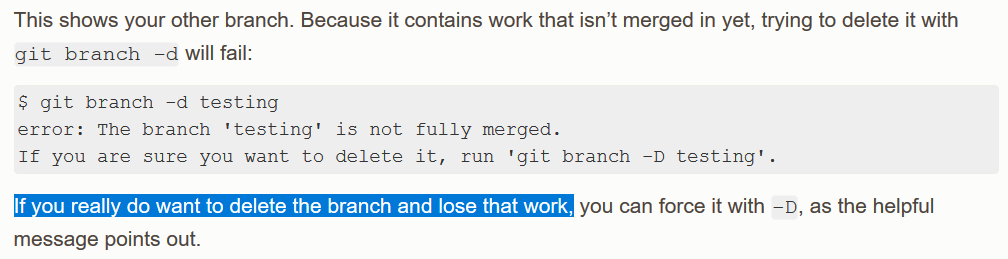 This shows your other branch. Because it contains work that isn’t merged in yet, trying to delete it with
git branch -d will fail:
$ git branch -d testing
error: The branch 'testing' is not fully merged.
If you are sure you want to delete it, run 'git branch -D testing'.
If you really do want to delete the branch and lose that work, you can force it with -D, as the helpful
message points out.